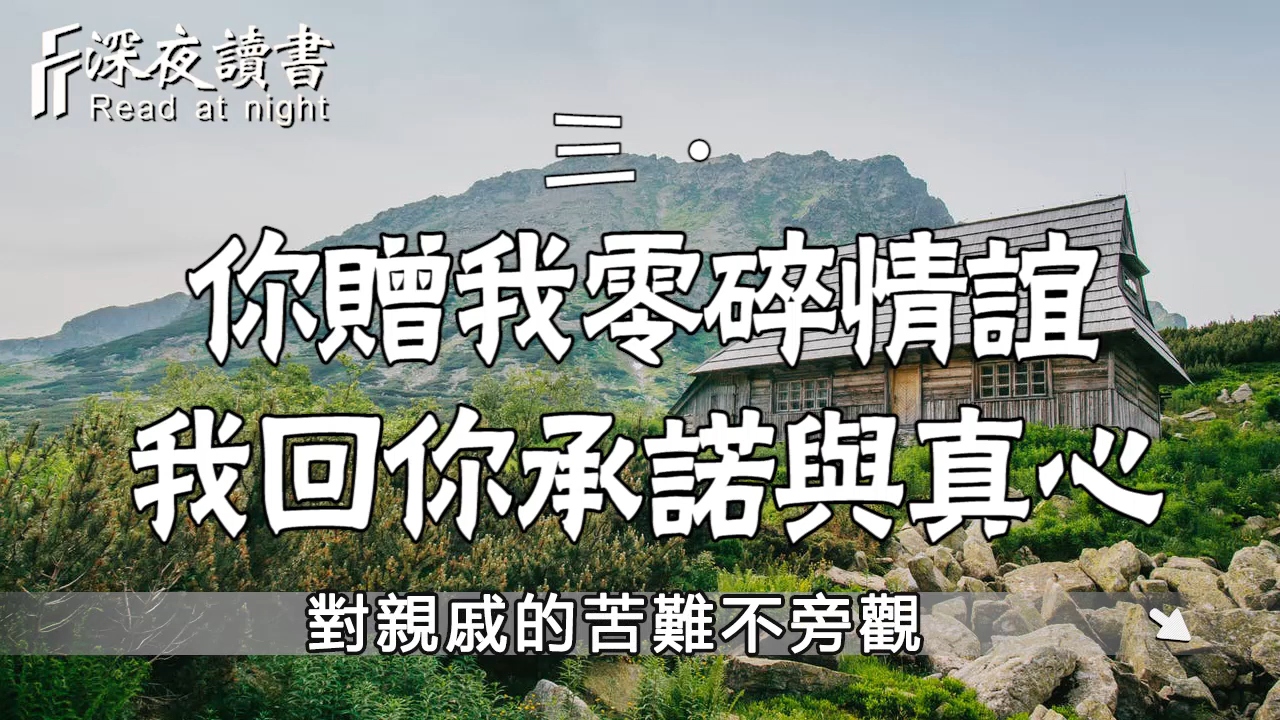 深夜讀書
Read at night
三·
你贈我零碎情誼
我回你承諾與真心
對親戚的苦難不旁觀